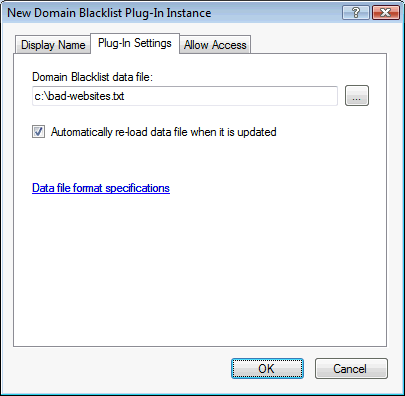 New Domain Blacklist Plug-In Instance
Display Name Plug-In Settings Allow Access
Domain Blacklist data file:
c:\bad-websites.txt ...
Automatically re-load data file when it is updated
Data file format specifications
OK Cancel